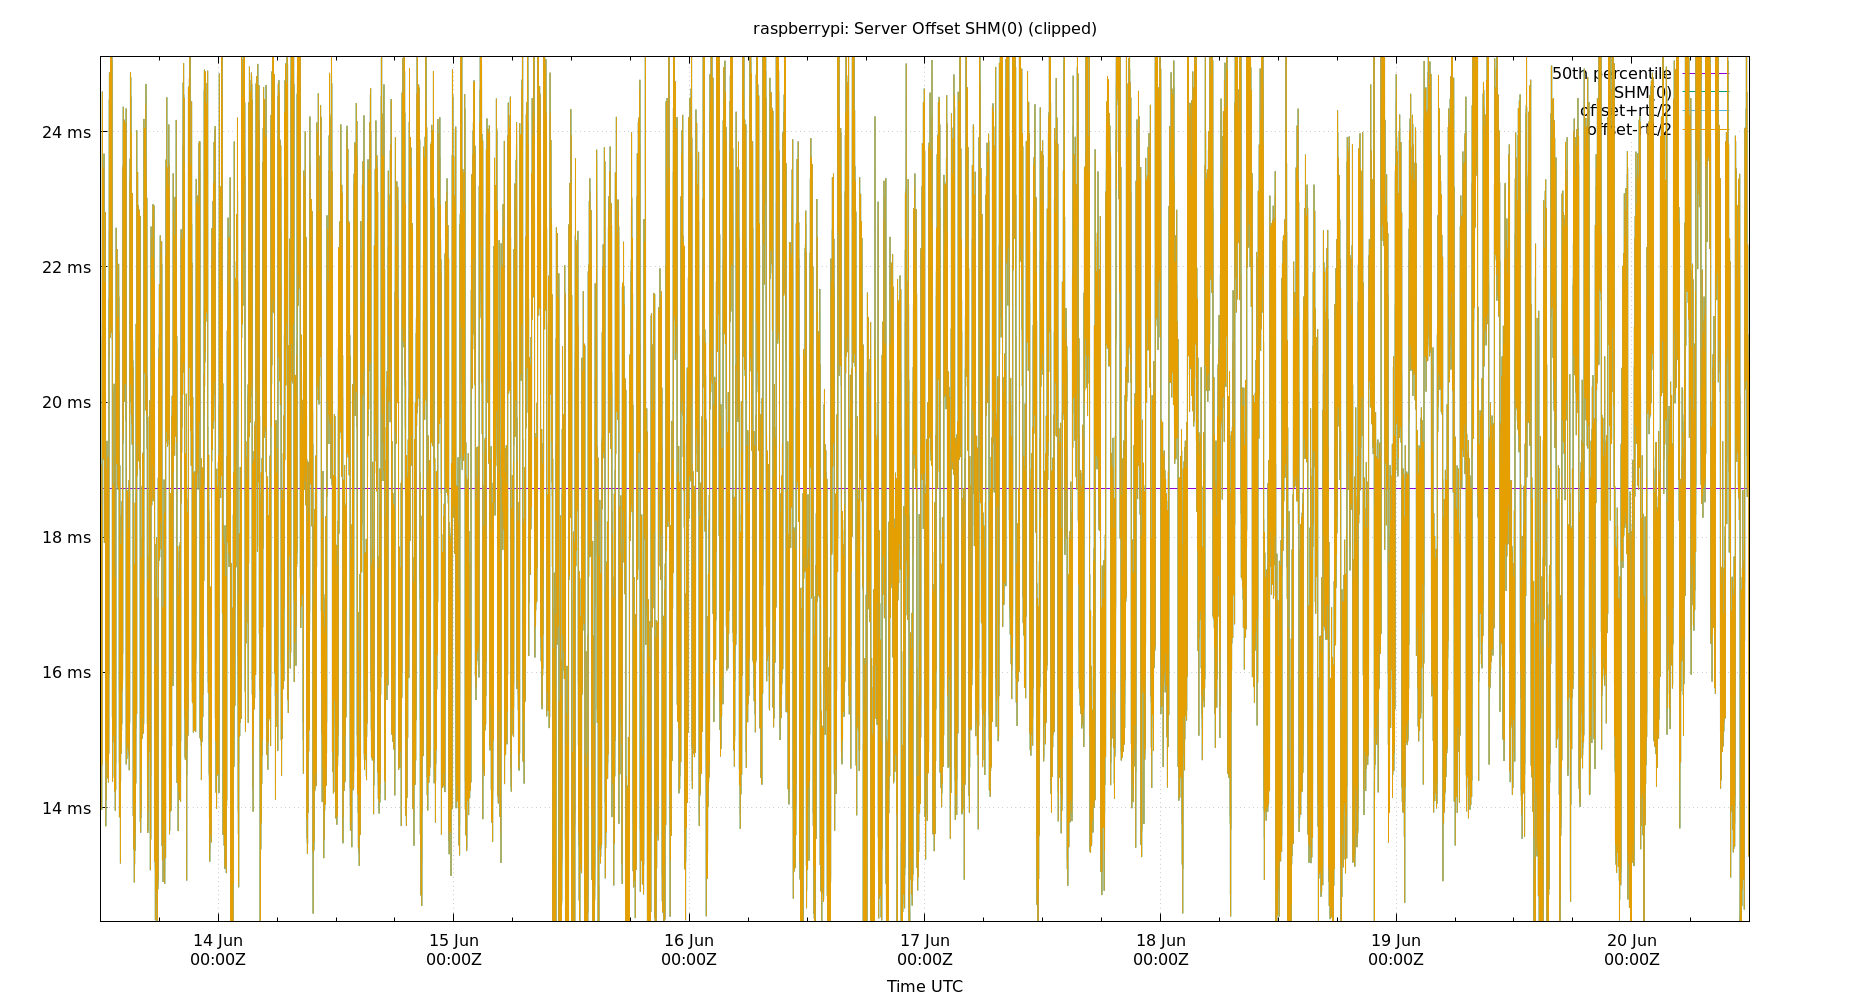 raspberrypi: Server Offset SHM(0) (clipped)
50th percentile
SHM(0)
offset+rtt/2
offset-rtt/2
24 ms
22 ms
20 ms
18 ms
16 ms
14 ms
14 Jun
00:00Z
15 Jun
00:00Z
16 Jun
00:00Z
17 Jun
00:00Z
18 Jun
00:00Z
19 Jun
00:00Z
20 Jun
00:00Z
Time UTC